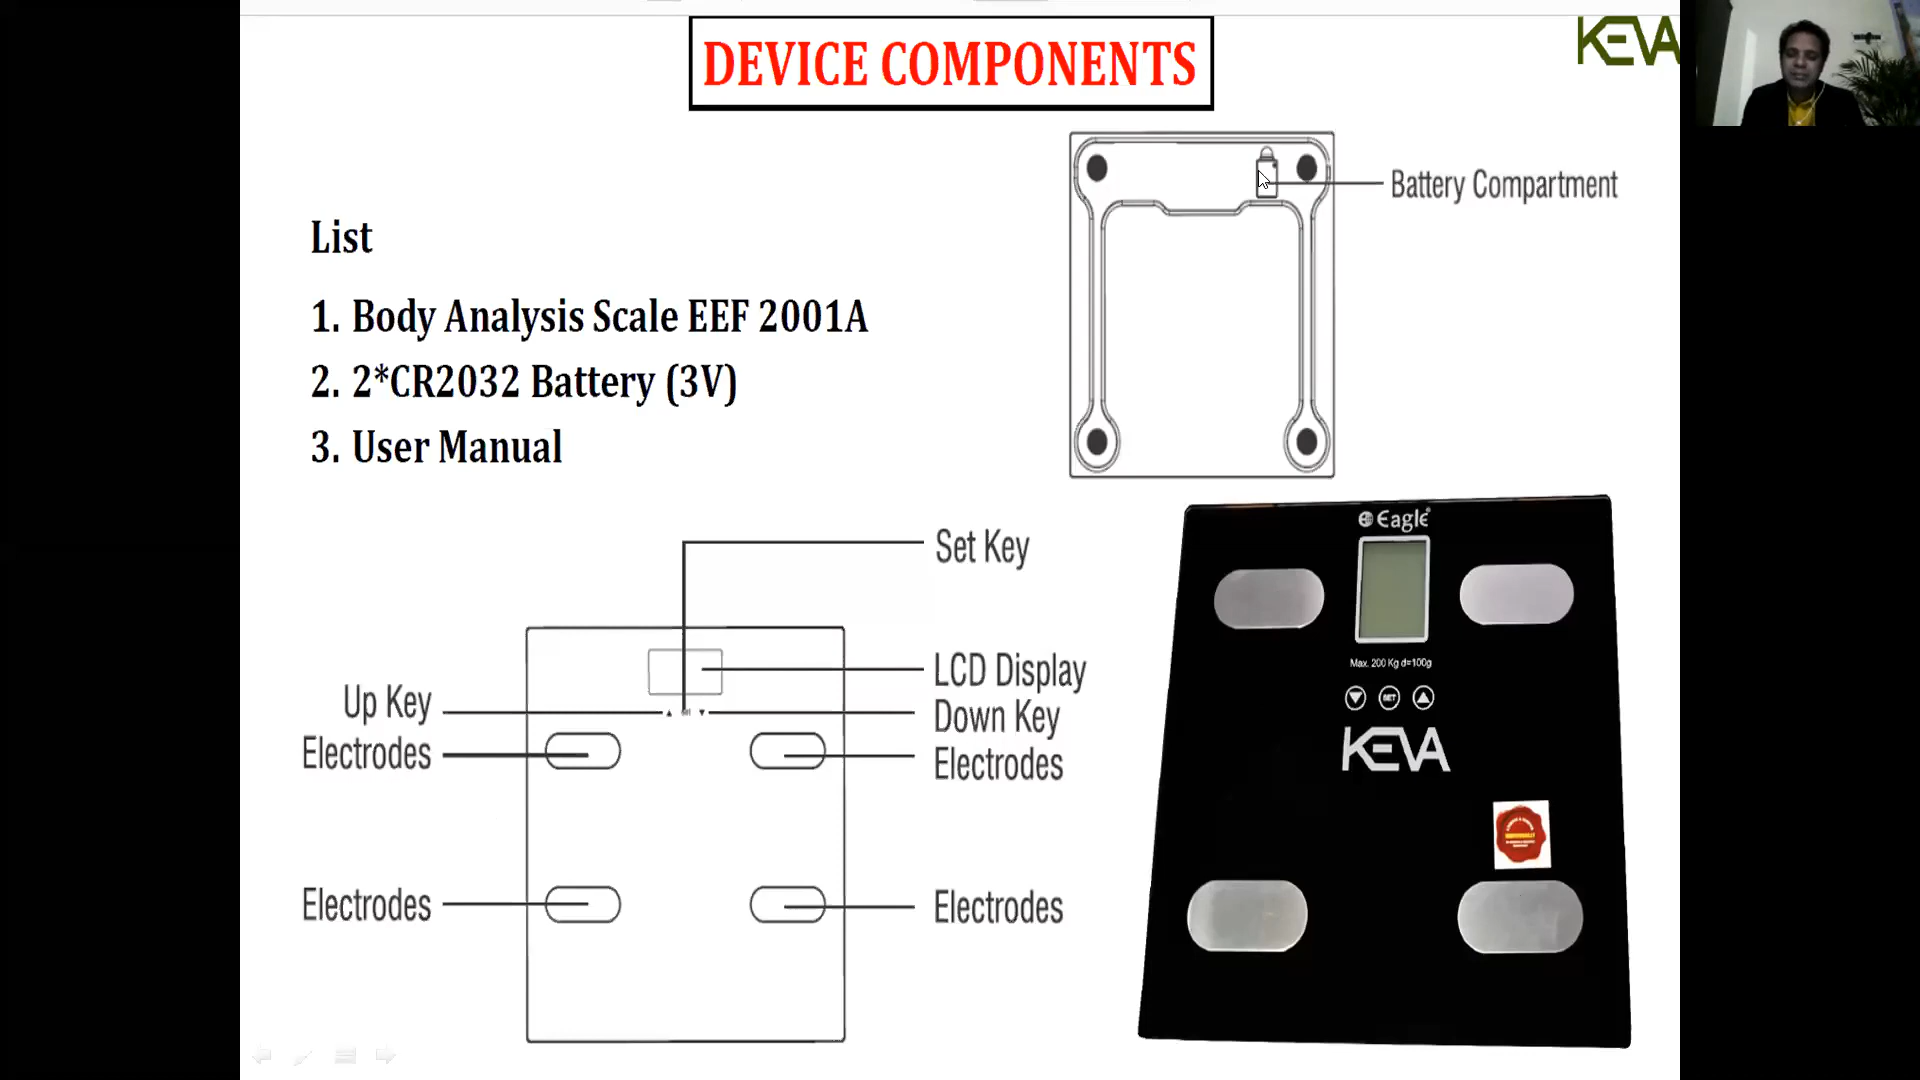 DEVICE COMPONENTS
KEVA
Battery Compartment
List
1. Body Analysis Scale EEF 2001A
2. 2*CR2032 Battery (3V)
3. User Manual
Set Key
LCD Display
Up Key
Down Key
Electrodes
Electrodes
Electrodes
Electrodes
Eagle
Max. 200 Kg d=100g
SET
KEVA